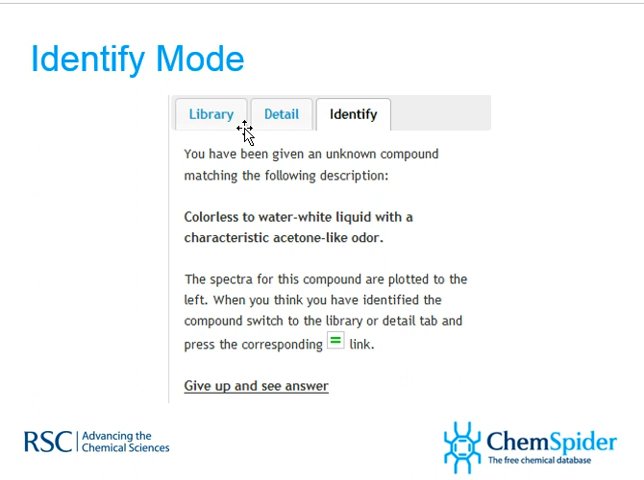 Identify Mode
Library Detail Identify
You have been given an unknown compound
matching the following description:
Colorless to water-white liquid with a
characteristic acetone-like odor.
The spectra for this compound are plotted to the
left. When you think you have identified the
compound switch to the library or detail tab and
press the corresponding = link.
Give up and see answer
RSC Advancing the
Chemical Sciences
ChemSpider
The free chemical database